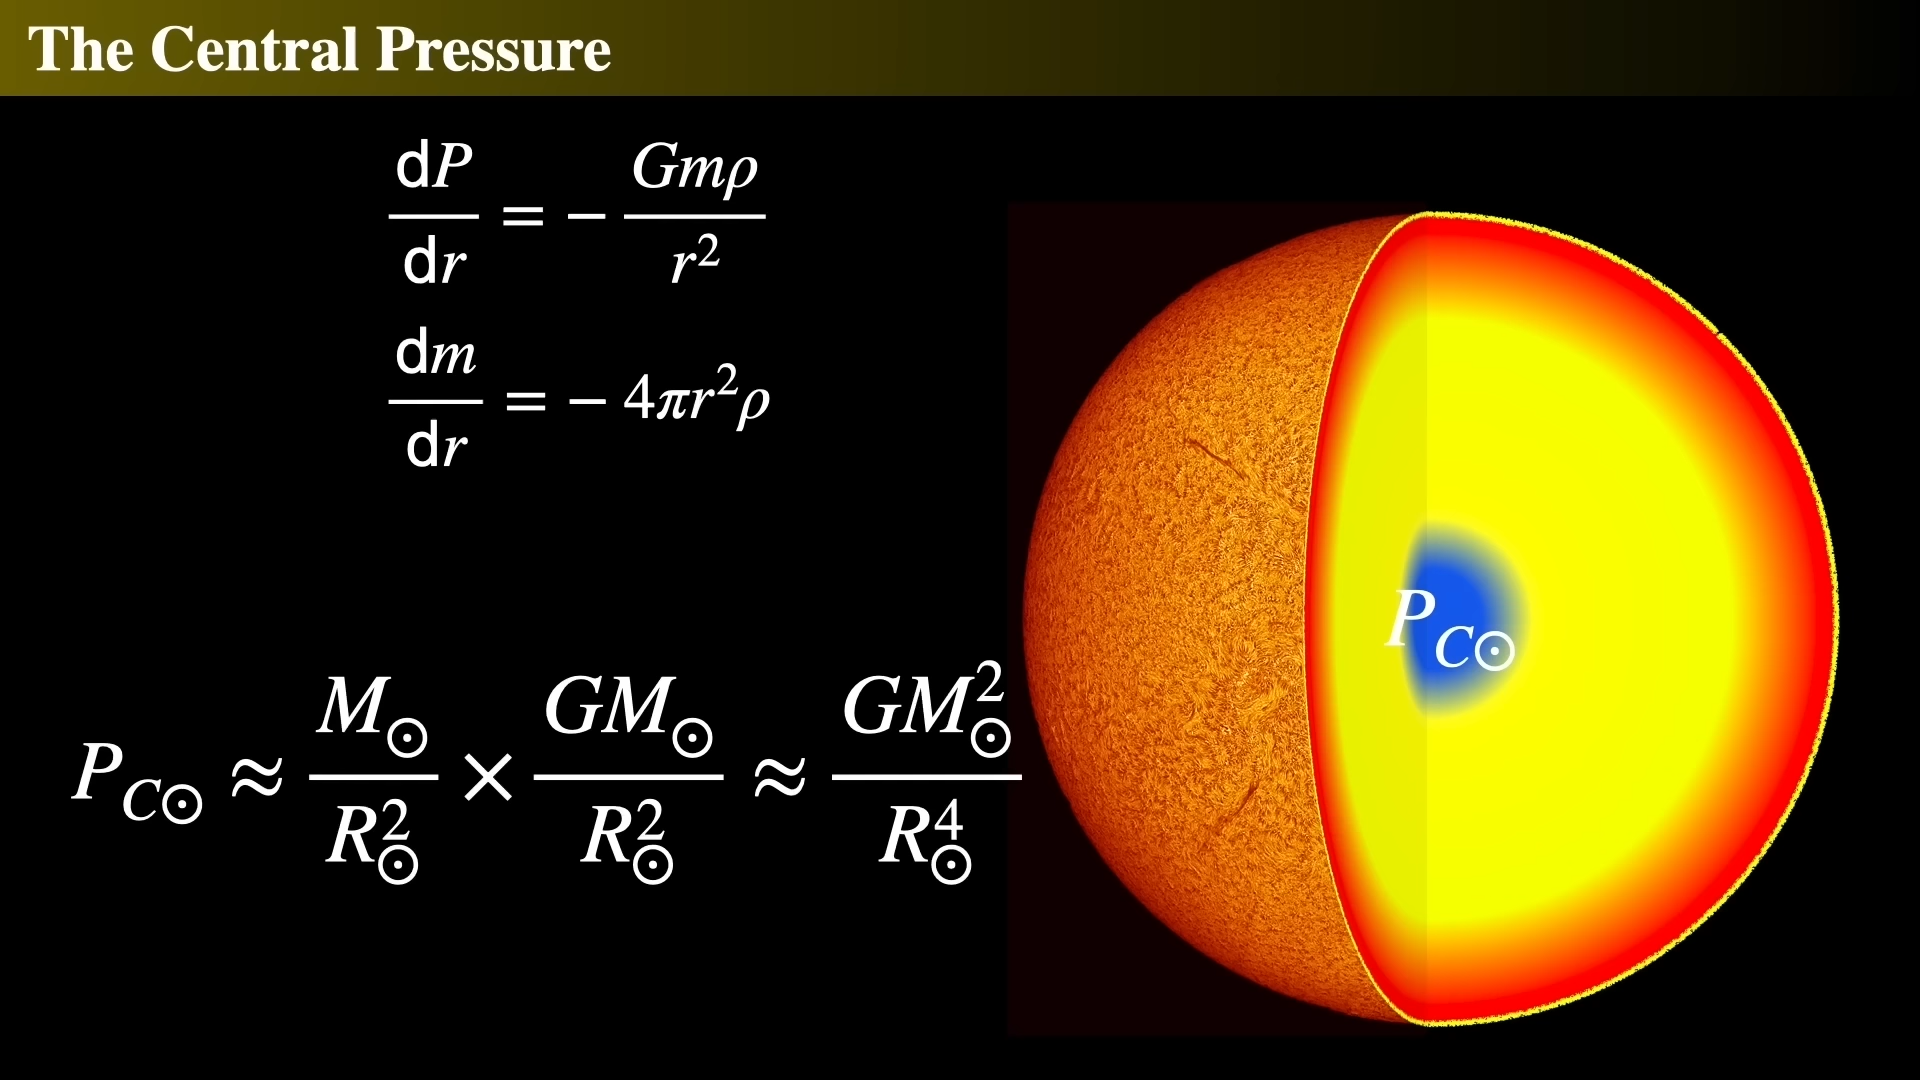 The Central Pressure
dP/dr = − Gmρ/r²
dm/dr = − 4πr²ρ
P_C⊙
P_C⊙ ≈ M⊙/R⊙² × GM⊙/R⊙² ≈ GM⊙²/R⊙⁴